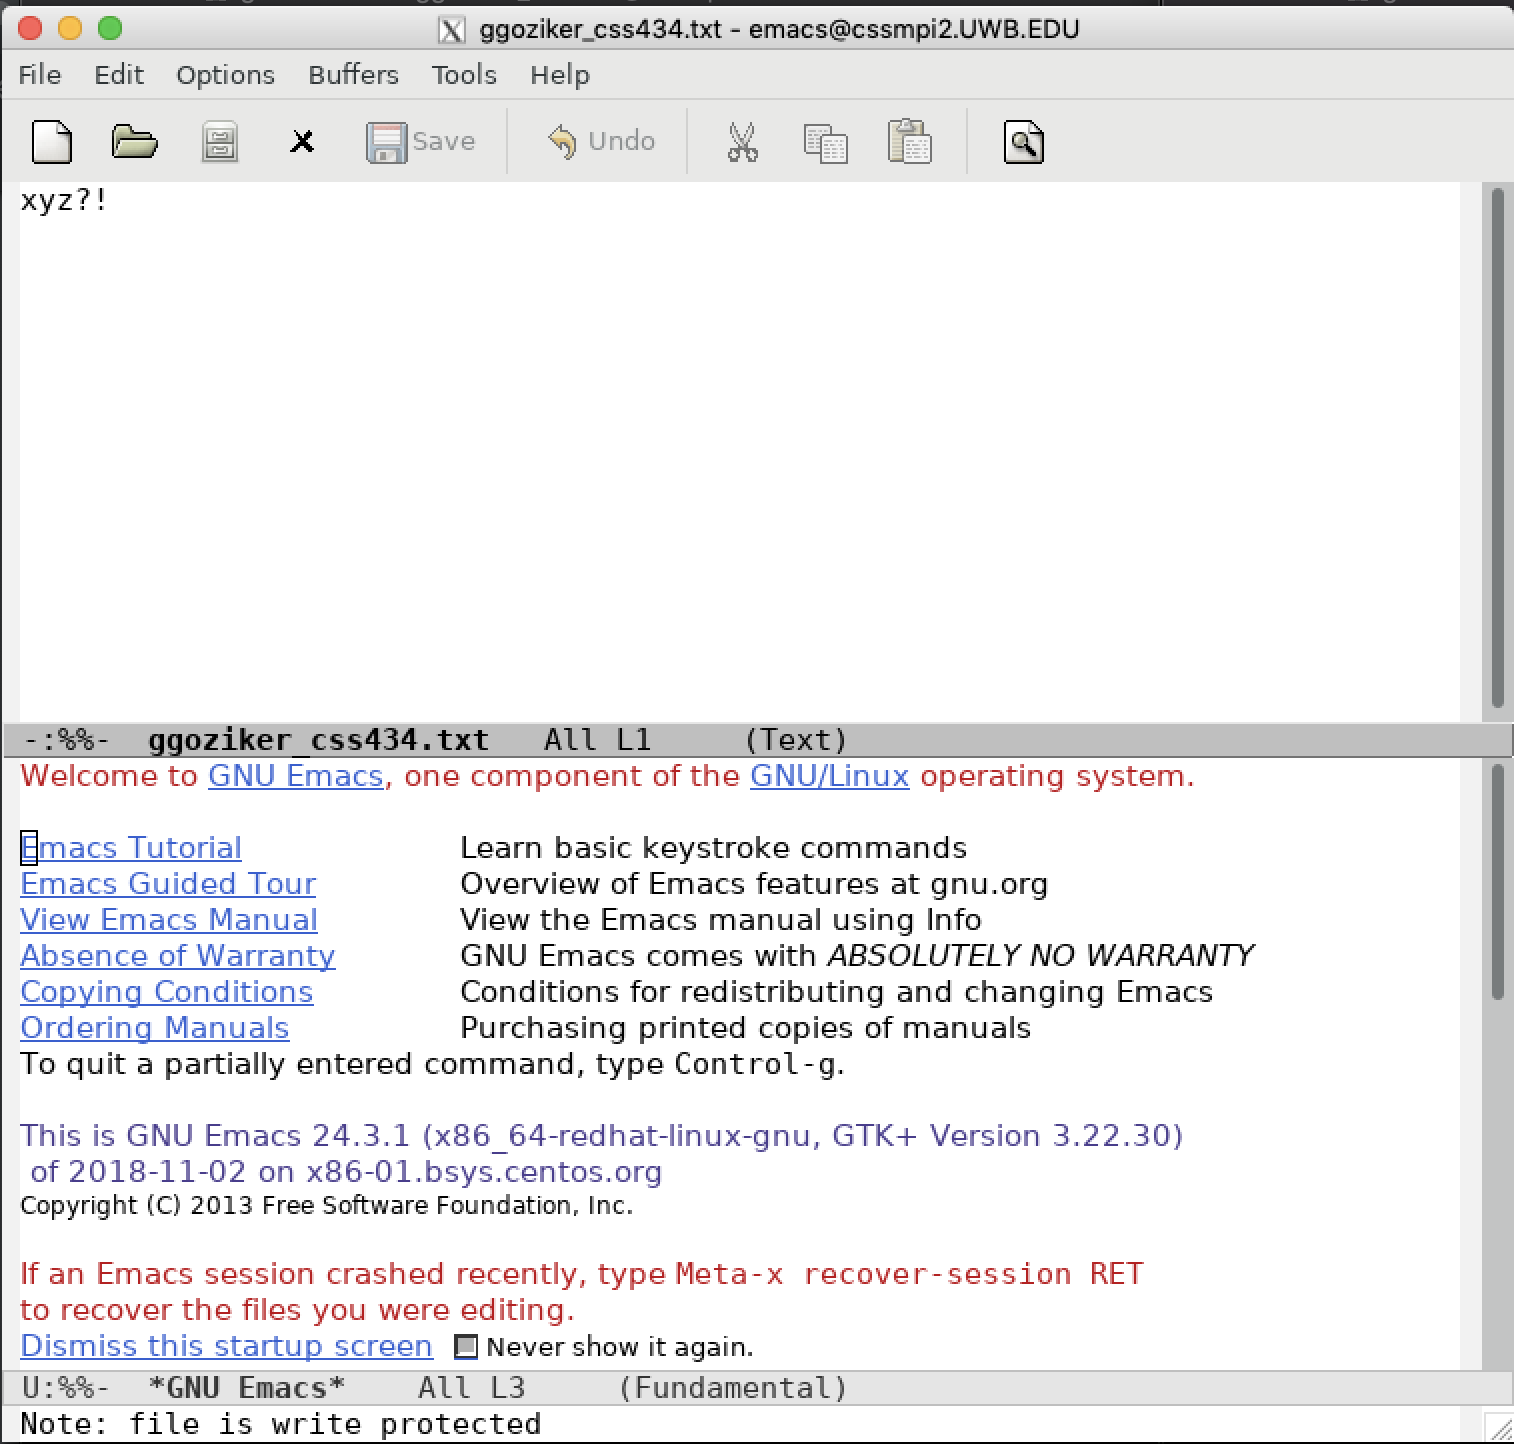 ggoziker_css434.txt - emacs@cssmpi2.UWB.EDU
File Edit Options Buffers Tools Help
Save Undo
xyz?!
-:%%- ggoziker_css434.txt All L1 (Text)
Welcome to GNU Emacs, one component of the GNU/Linux operating system.
Emacs Tutorial Learn basic keystroke commands
Emacs Guided Tour Overview of Emacs features at gnu.org
View Emacs Manual View the Emacs manual using Info
Absence of Warranty GNU Emacs comes with ABSOLUTELY NO WARRANTY
Copying Conditions Conditions for redistributing and changing Emacs
Ordering Manuals Purchasing printed copies of manuals
To quit a partially entered command, type Control-g.
This is GNU Emacs 24.3.1 (x86_64-redhat-linux-gnu, GTK+ Version 3.22.30)
of 2018-11-02 on x86-01.bsys.centos.org
Copyright (C) 2013 Free Software Foundation, Inc.
If an Emacs session crashed recently, type Meta-x recover-session RET
to recover the files you were editing.
Dismiss this startup screen Never show it again.
U:%%- *GNU Emacs* All L3 (Fundamental)
Note: file is write protected